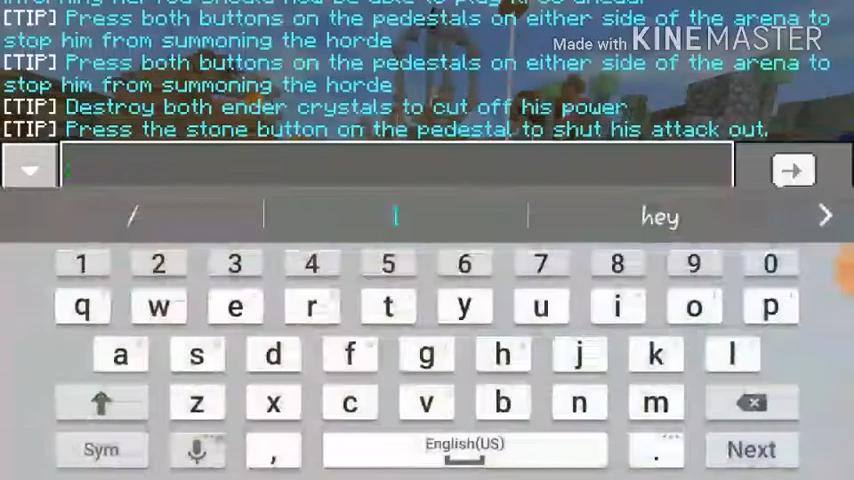 [TIP] Press both buttons on the pedestals on either side of the arena to
stop him from summoning the horde
[TIP] Press both buttons on the pedestals on either side of the arena to
stop him from summoning the horde
[TIP] Destroy both ender crystals to cut off his power
[TIP] Press the stone button on the pedestal to shut his attack out.
Made with KINEMASTER
/ l hey
1 2 3 4 5 6 7 8 9 0
q w e r t y u i o p
a s d f g h j k l
z x c v b n m
Sym , English(US) . Next